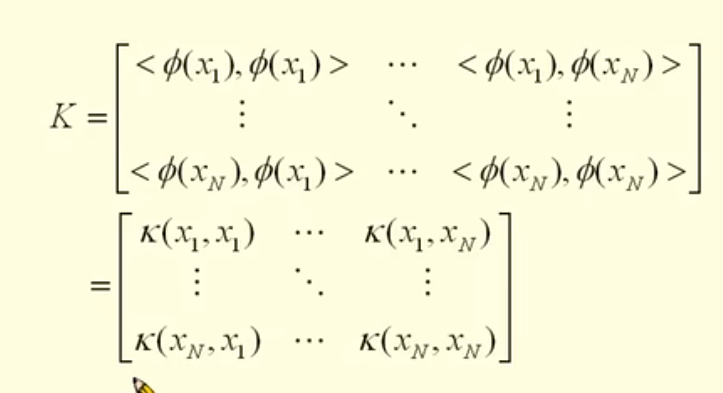 K = [ < ϕ(x₁), ϕ(x₁) > ⋯ < ϕ(x₁), ϕ(x_N) >
⋮ ⋱ ⋮
< ϕ(x_N), ϕ(x₁) > ⋯ < ϕ(x_N), ϕ(x_N) > ]
= [ κ(x₁, x₁) ⋯ κ(x₁, x_N)
⋮ ⋱ ⋮
κ(x_N, x₁) ⋯ κ(x_N, x_N) ]